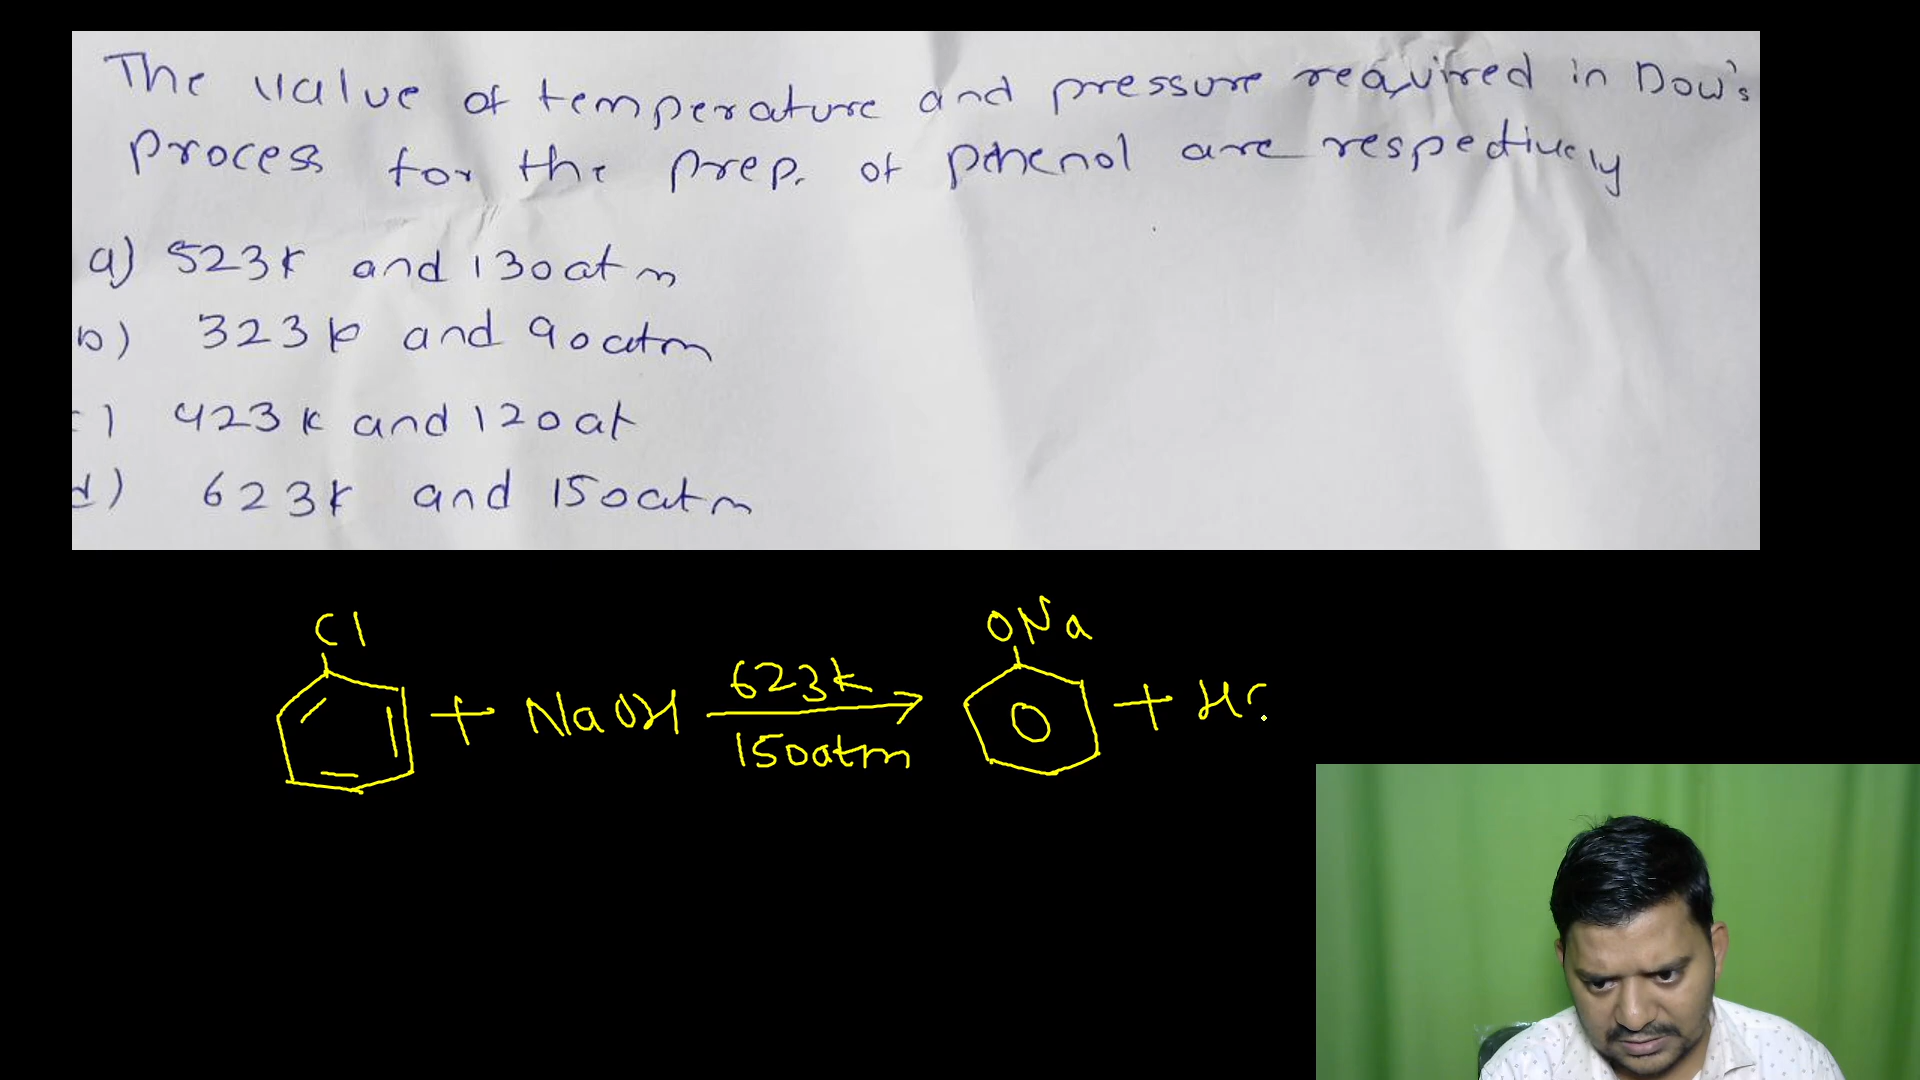 The value of temperature and pressure required in Dow's
process for the prep. of phenol are respectively
a) 523k and 130atm
b) 323k and 90atm
c) 423k and 120at
d) 623k and 150atm
Cl
ONa
+ NaOH 623k + HC
150atm